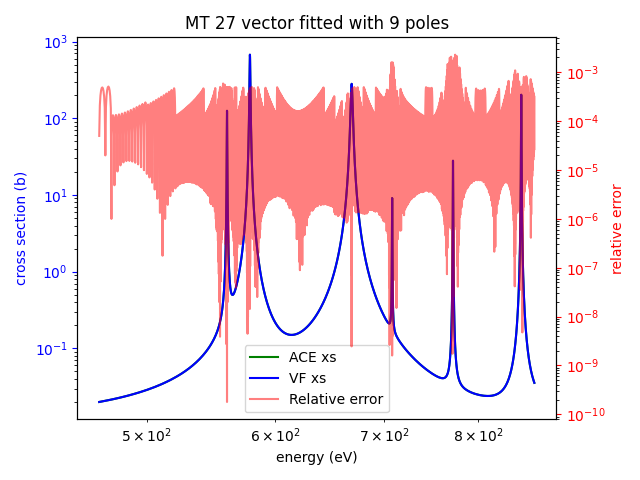 MT 27 vector fitted with 9 poles
10³
10²
10¹
10⁰
10⁻¹
cross section (b)
10⁻³
10⁻⁴
10⁻⁵
10⁻⁶
10⁻⁷
10⁻⁸
10⁻⁹
10⁻¹⁰
relative error
ACE xs
VF xs
Relative error
5 × 10² 6 × 10² 7 × 10² 8 × 10²
energy (eV)